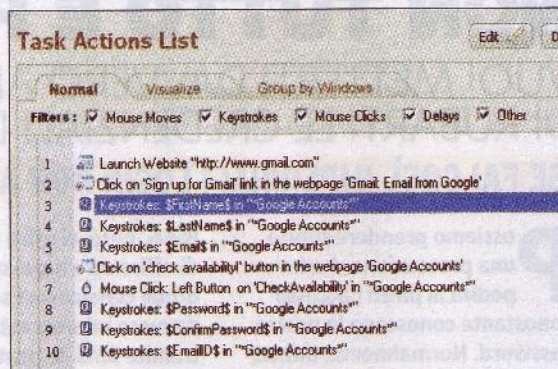 Task Actions List
Edit
Normal Visualize Group by Windows
Filters: Mouse Moves Keystrokes Mouse Clicks Delays Other
1 Launch Website "http://www.gmail.com"
2 Click on 'Sign up for Gmail' link in the webpage 'Gmail: Email from Google'
3 Keystrokes: $FirstName$ in "*Google Accounts*"
4 Keystrokes: $LastName$ in "*Google Accounts*"
5 Keystrokes: $Email$ in "*Google Accounts*"
6 Click on 'check availability!' button in the webpage 'Google Accounts'
7 Mouse Click: Left Button on 'CheckAvailability' in "*Google Accounts*"
8 Keystrokes: $Password$ in "*Google Accounts*"
9 Keystrokes: $ConfirmPassword$ in "*Google Accounts*"
10 Keystrokes: $EmailID$ in "*Google Accounts*"